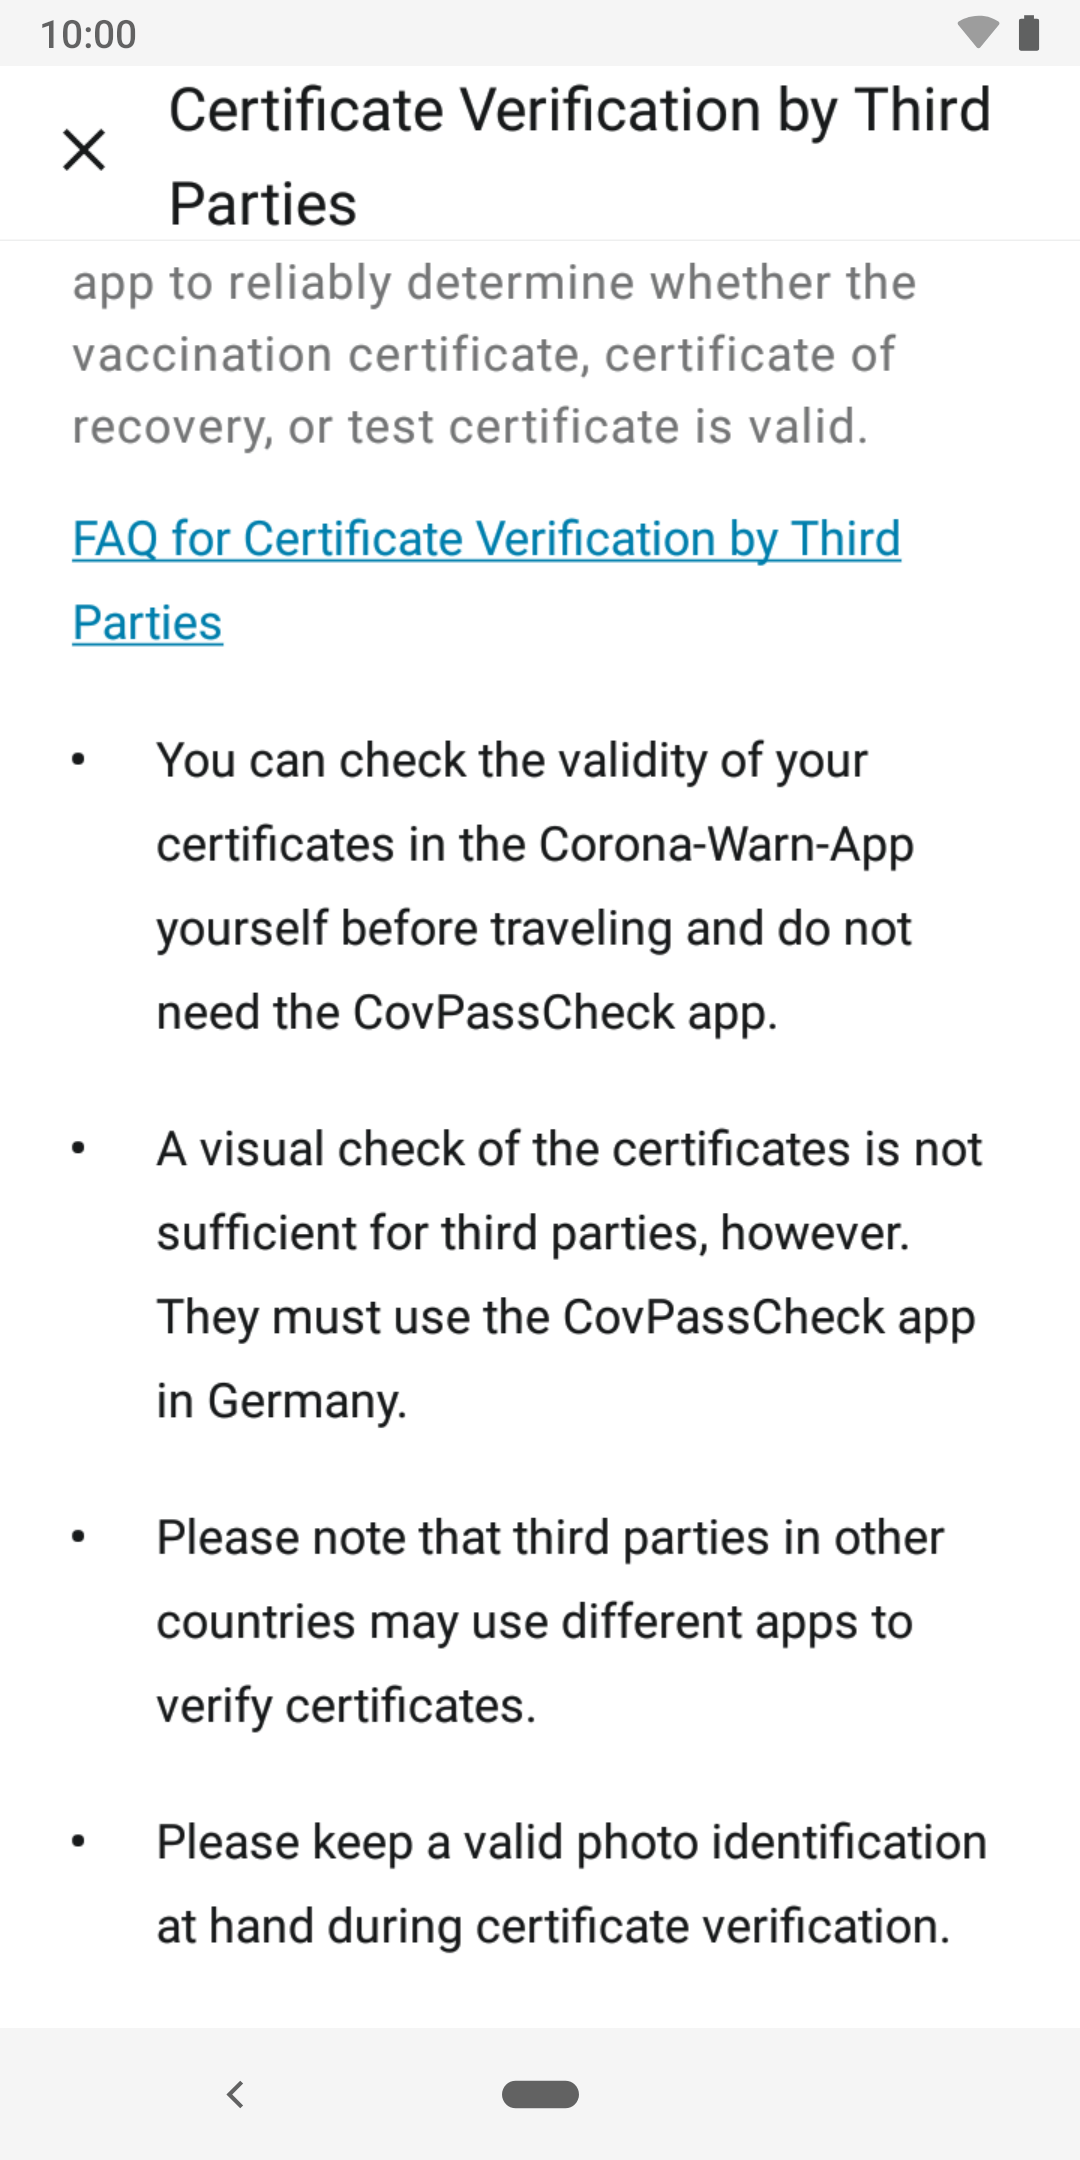 10:00
Certificate Verification by Third
Parties
app to reliably determine whether the
vaccination certificate, certificate of
recovery, or test certificate is valid.
FAQ for Certificate Verification by Third
Parties
• You can check the validity of your
certificates in the Corona-Warn-App
yourself before traveling and do not
need the CovPassCheck app.
• A visual check of the certificates is not
sufficient for third parties, however.
They must use the CovPassCheck app
in Germany.
• Please note that third parties in other
countries may use different apps to
verify certificates.
• Please keep a valid photo identification
at hand during certificate verification.